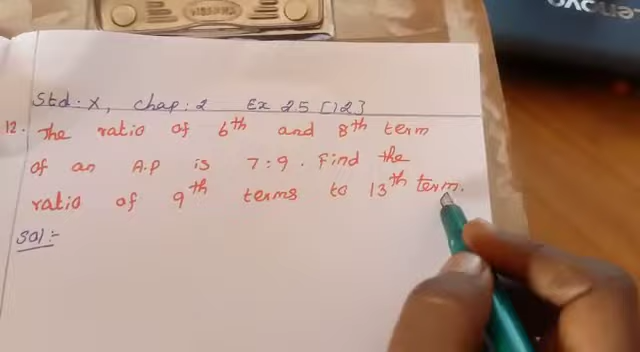 Std: X, Chap: 2 Ex 2.5 [12]
12. The ratio of 6th and 8th term
of an A.P is 7:9. Find the
ratio of 9th terms to 13th term.
Sol:-